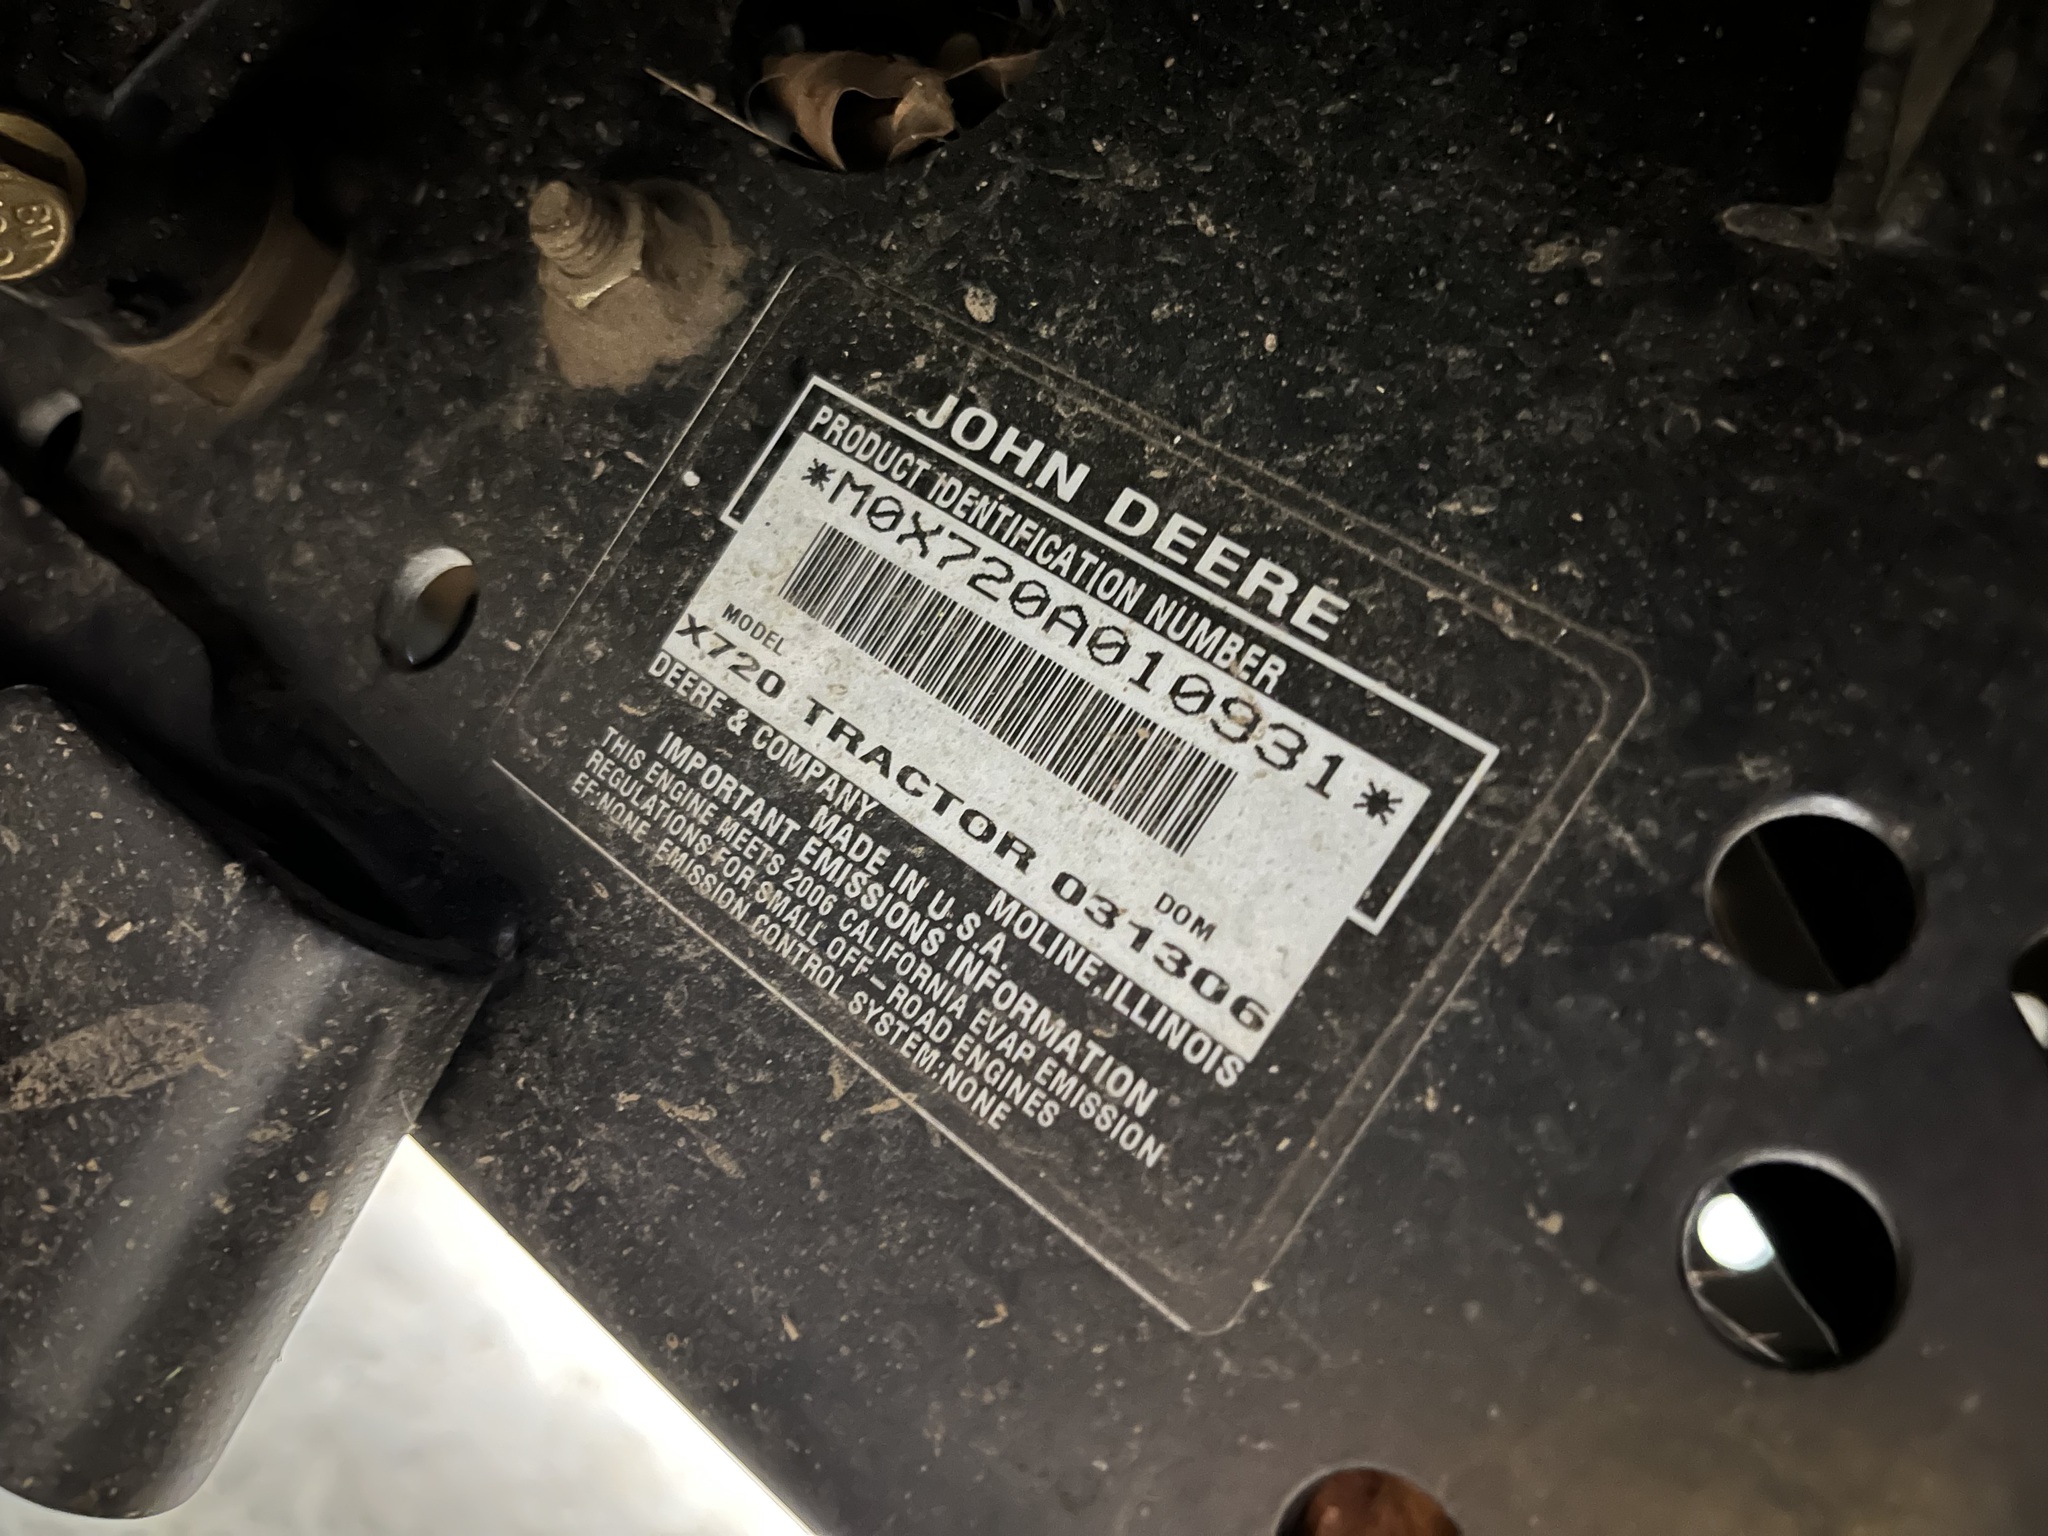 JOHN DEERE
PRODUCT IDENTIFICATION NUMBER
*M0X720A010931*
MODEL DOM
X720 TRACTOR 031306
DEERE & COMPANY MOLINE, ILLINOIS
MADE IN U.S.A
IMPORTANT EMISSIONS INFORMATION
THIS ENGINE MEETS 2006 CALIFORNIA EVAP EMISSION
REGULATIONS FOR SMALL OFF-ROAD ENGINES
EF:NONE EMISSION CONTROL SYSTEM:NONE